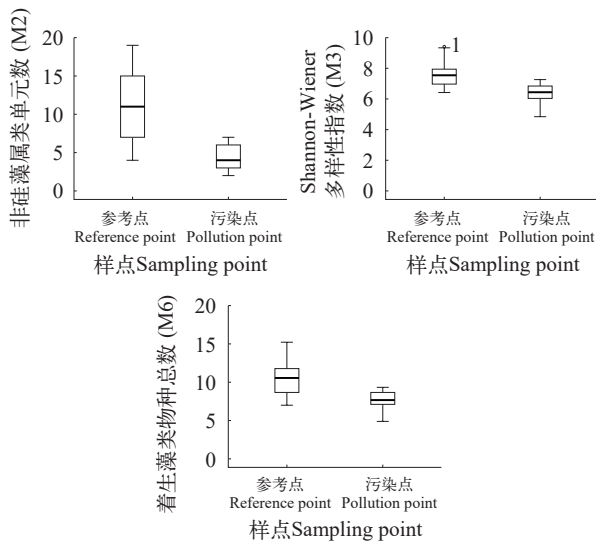 非硅藻属类单元数 (M2)
20
15
10
5
0
参考点
Reference point
污染点
Pollution point
样点Sampling point
Shannon-Wiener
多样性指数 (M3)
10
8
6
4
2
0
1
参考点
Reference point
污染点
Pollution point
样点Sampling point
着生藻类物种总数 (M6)
20
15
10
5
0
参考点
Reference point
污染点
Pollution point
样点Sampling point